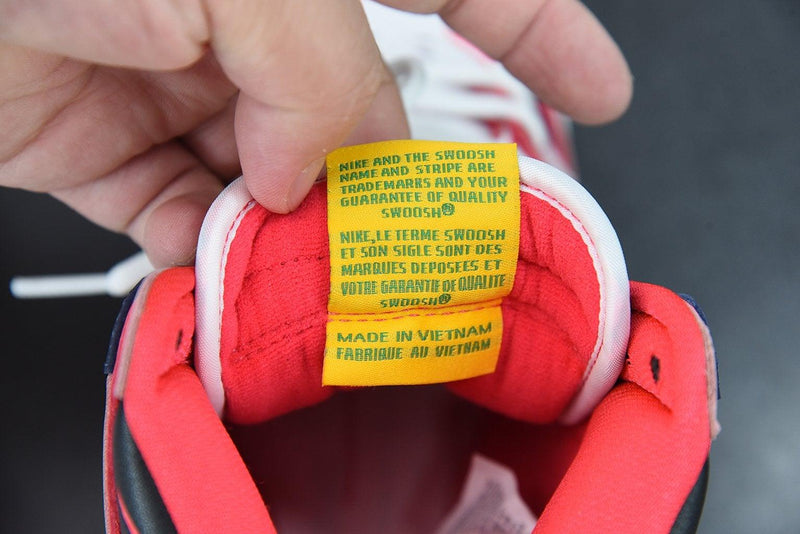 NIKE AND THE SWOOSH
NAME AND STRIPE ARE
TRADEMARKS AND YOUR
GUARANTEE OF QUALITY
SWOOSH®
NIKE,LE TERME SWOOSH
ET SON SIGLE SONT DES
MARQUES DEPOSEES ET
VOTRE GARANTIE DE QUALITE
SWOOSH®
MADE IN VIETNAM
FABRIQUE AU VIETNAM